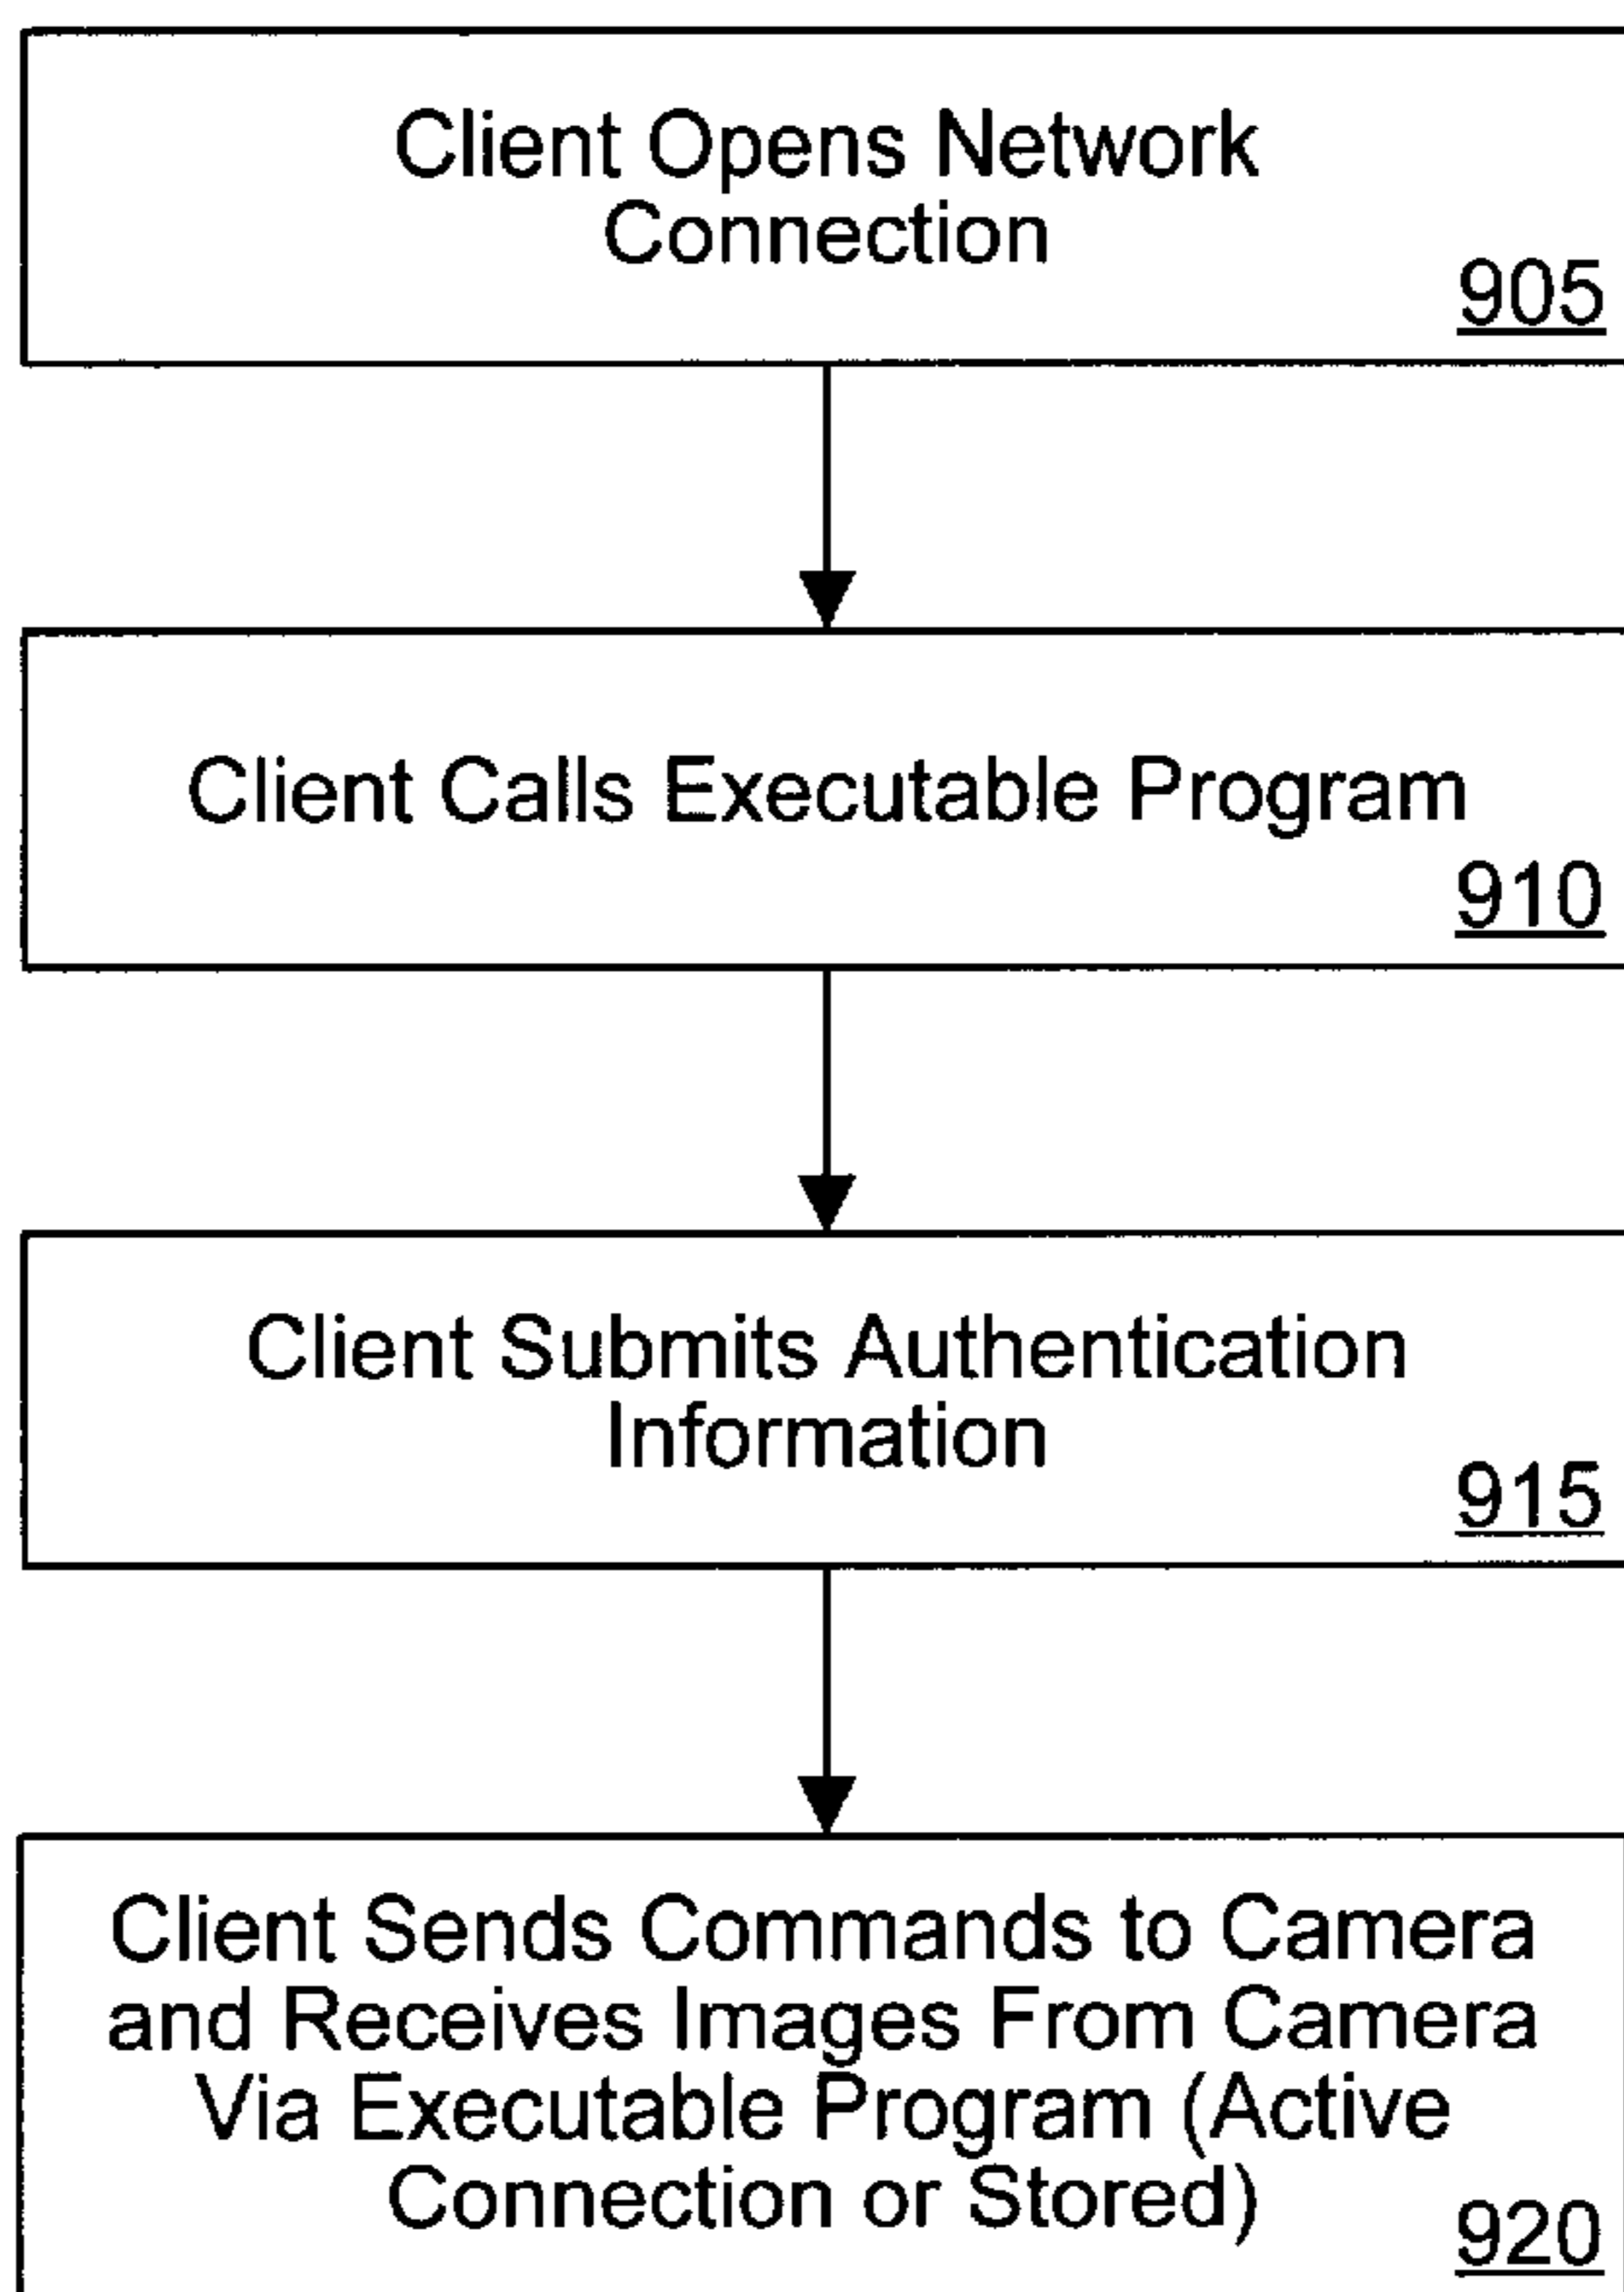 Client Opens Network
Connection
905
Client Calls Executable Program
910
Client Submits Authentication
Information
915
Client Sends Commands to Camera
and Receives Images From Camera
Via Executable Program (Active
Connection or Stored)
920